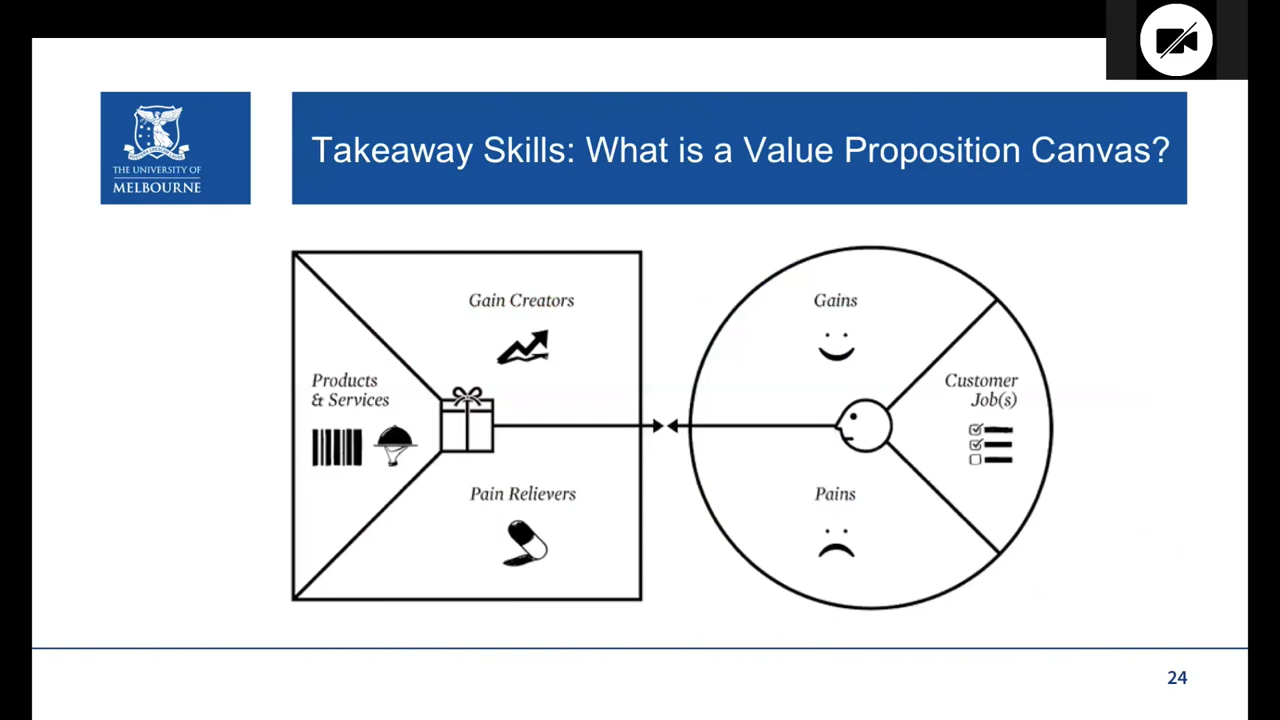 THE UNIVERSITY OF
MELBOURNE
Takeaway Skills: What is a Value Proposition Canvas?
Gain Creators
Products
& Services
Pain Relievers
Gains
Customer
Job(s)
Pains
24